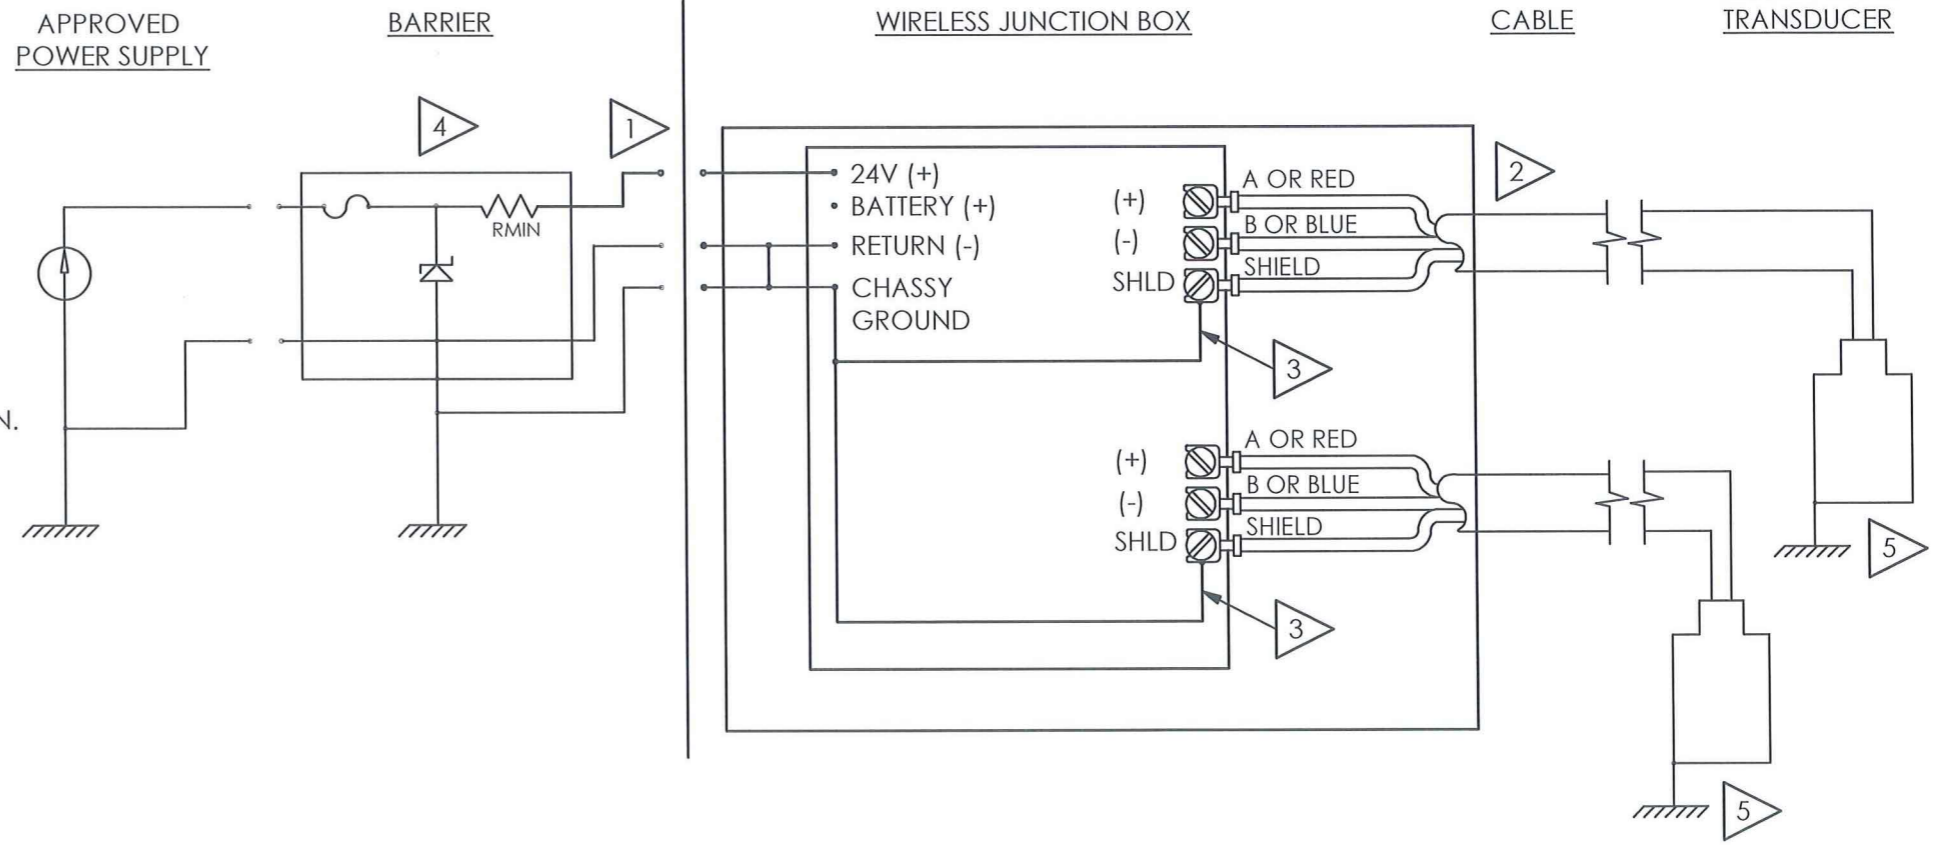 APPROVED
POWER SUPPLY
BARRIER
WIRELESS JUNCTION BOX
CABLE
TRANSDUCER
4
1
2
24V (+)
BATTERY (+)
RETURN (-)
CHASSY
GROUND
RMIN
(+)
(-)
SHLD
A OR RED
B OR BLUE
SHIELD
3
N.
(+)
(-)
SHLD
A OR RED
B OR BLUE
SHIELD
3
5
5